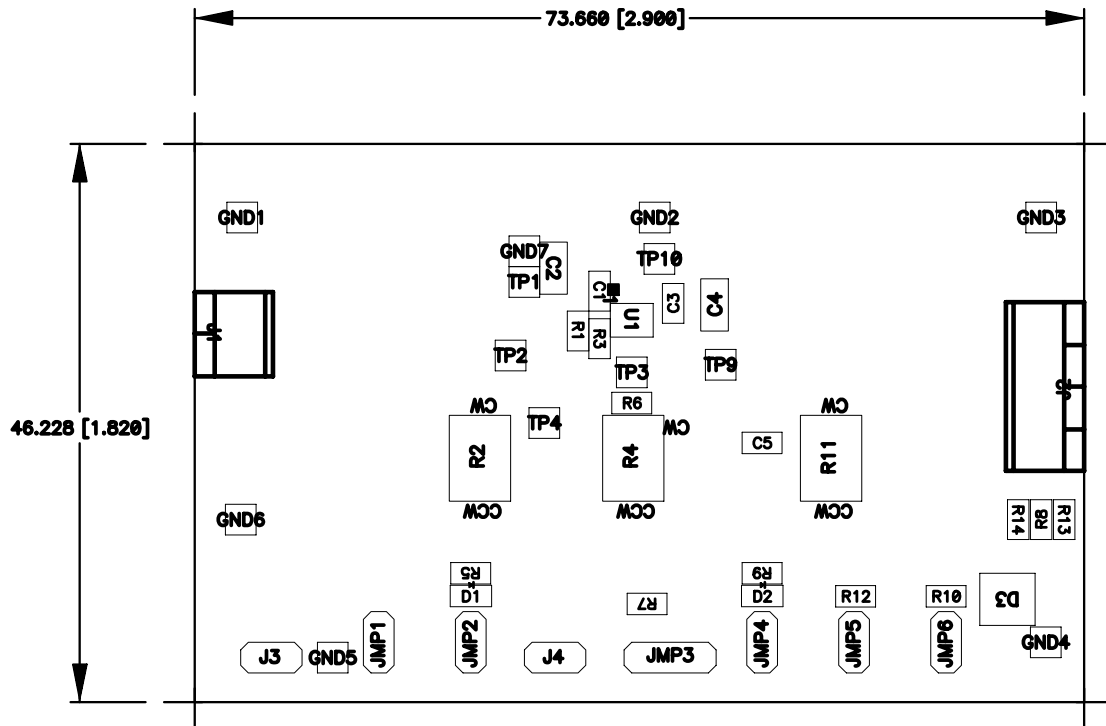 73.660 [2.900]
GND1
GND2
GND3
GND7
TP10
TP1
C2
C1
1
C3
C4
U1
R1
R3
J1
TP2
TP3
TP9
R6
CW
TP4
CW
CW
46.228 [1.820]
R2
R4
C5
R11
CCW
CCW
CCW
GND6
R14
R8
R13
R5
R9
D1
R7
D2
R12
R10
D3
JMP1
JMP2
JMP4
JMP5
JMP6
GND4
J3
GND5
J4
JMP3